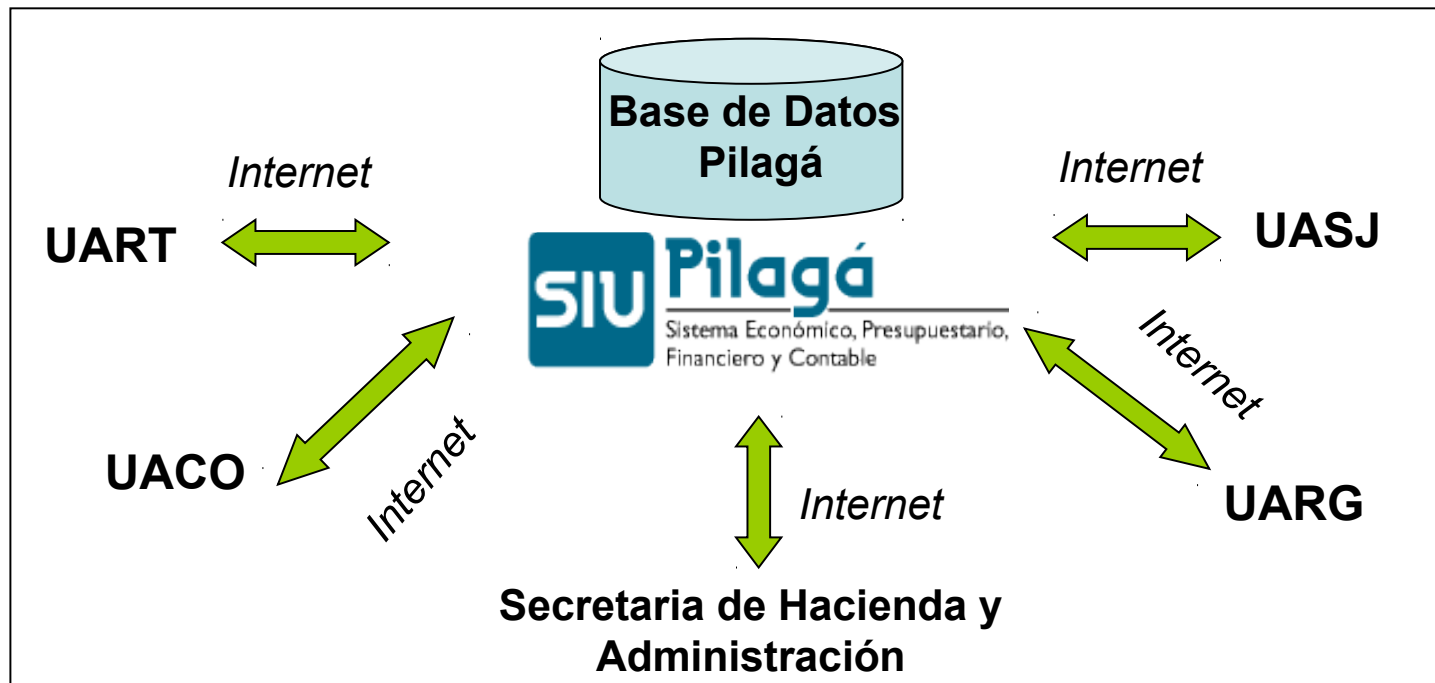 Base de Datos
Pilagá
Internet
Internet
UART
UASJ
SIU
Pilagá
Sistema Económico, Presupuestario,
Financiero y Contable
Internet
UACO
Internet
Internet
UARG
Secretaria de Hacienda y
Administración